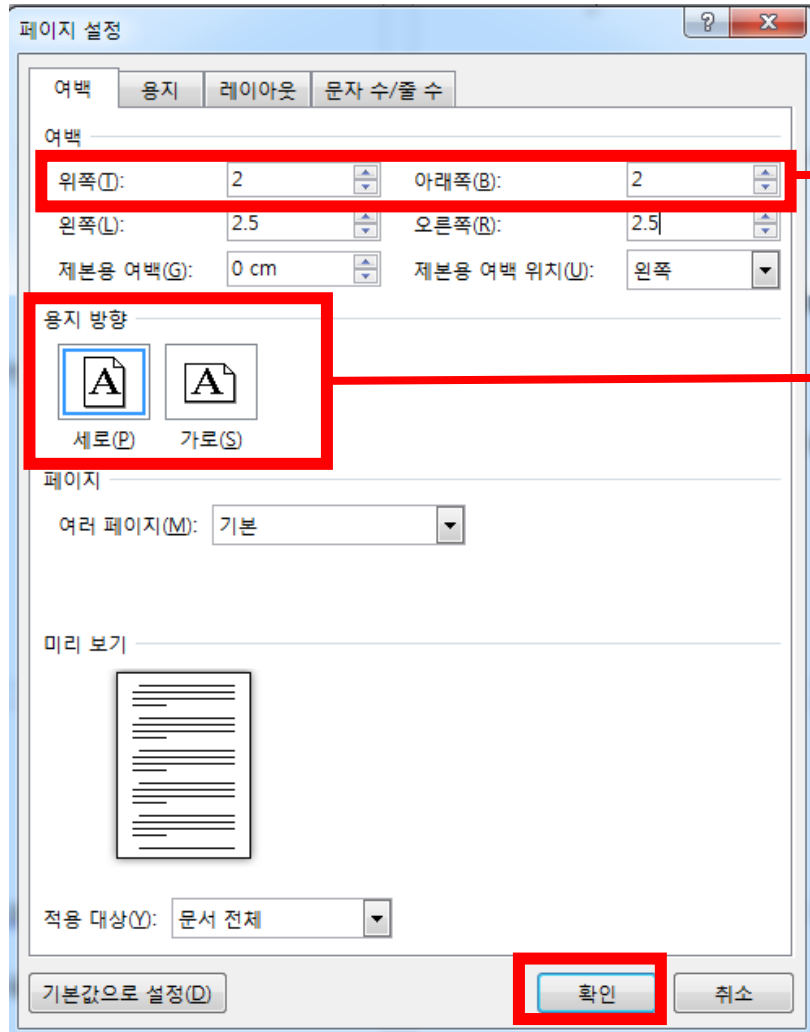 페이지 설정
여백 용지 레이아웃 문자 수/줄 수
여백
위쪽(T): 2 아래쪽(B): 2
왼쪽(L): 2.5 오른쪽(R): 2.5
제본용 여백(G): 0 cm 제본용 여백 위치(U): 왼쪽
용지 방향
A A
세로(P) 가로(S)
페이지
여러 페이지(M): 기본
미리 보기
적용 대상(Y): 문서 전체
기본값으로 설정(D) 확인 취소